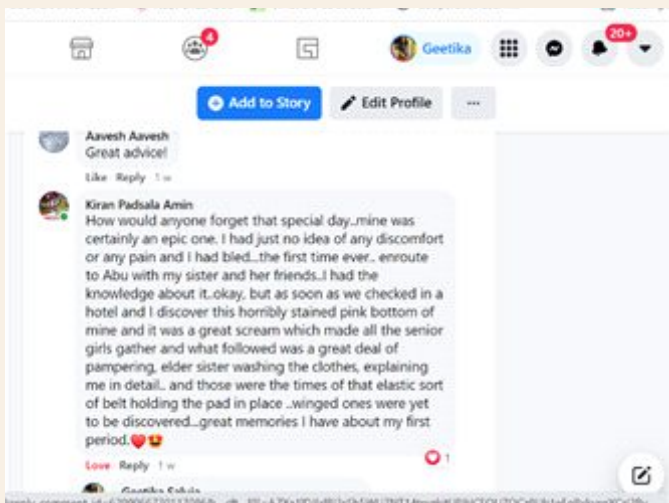 4
Geetika
20+
Add to Story
Edit Profile
Aavesh Aavesh
Great advice!
Like Reply 1 w
Kiran Padsala Amin
How would anyone forget that special day..mine was
certainly an epic one. I had just no idea of any discomfort
or any pain and I had bled...the first time ever.. enroute
to Abu with my sister and her friends..I had the
knowledge about it..okay, but as soon as we checked in a
hotel and I discover this horribly stained pink bottom of
mine and it was a great scream which made all the senior
girls gather and what followed was a great deal of
pampering, elder sister washing the clothes, explaining
me in detail.. and those were the times of that elastic sort
of belt holding the pad in place ..winged ones were yet
to be discovered...great memories I have about my first
period.❤️🤩
Love Reply 1 w
1
Geetika Saluja